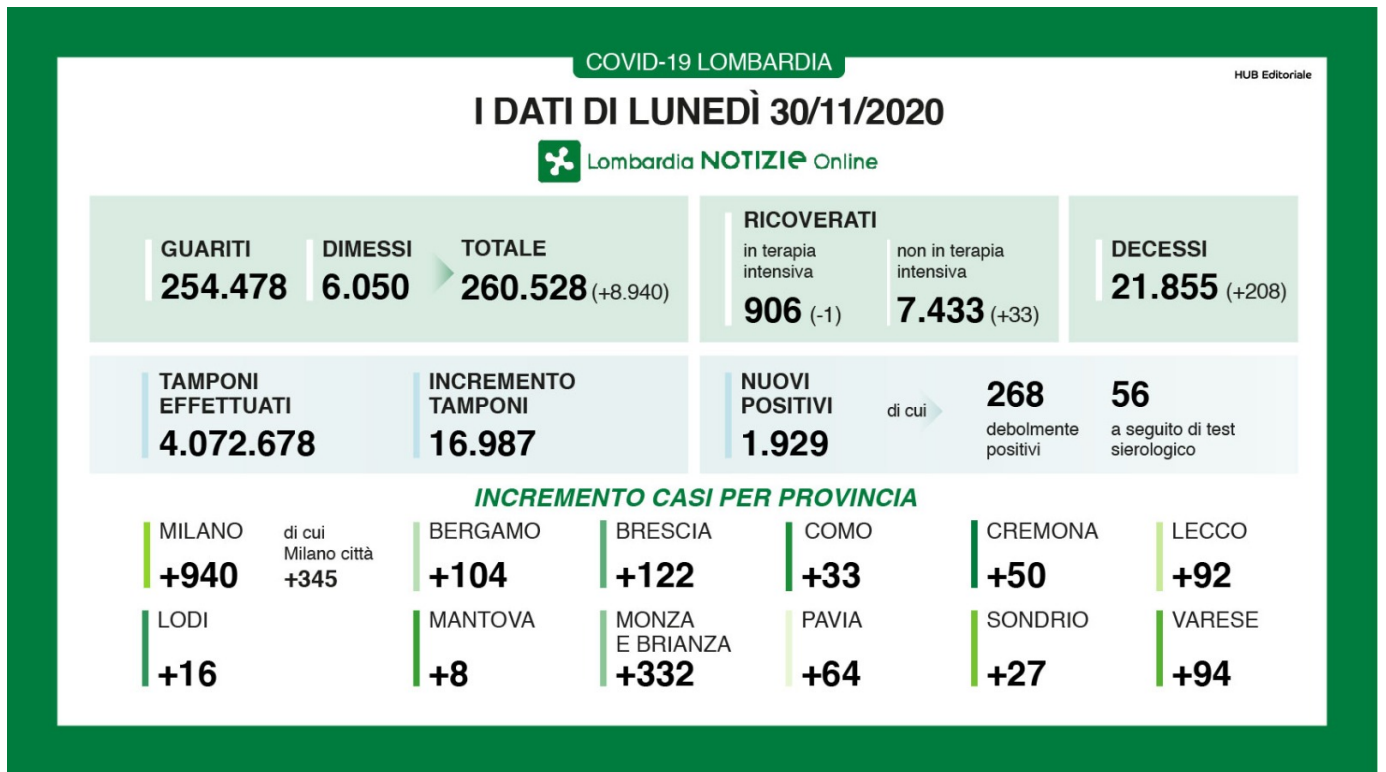 COVID-19 LOMBARDIA
HUB Editoriale
I DATI DI LUNEDÌ 30/11/2020
Lombardia NOTIZIE Online
GUARITI
254.478
DIMESSI
6.050
TOTALE
260.528 (+8.940)
RICOVERATI
in terapia
intensiva
906 (-1)
non in terapia
intensiva
7.433 (+33)
DECESSI
21.855 (+208)
TAMPONI
EFFETTUATI
4.072.678
INCREMENTO
TAMPONI
16.987
NUOVI
POSITIVI
1.929
di cui
268
debolmente
positivi
56
a seguito di test
sierologico
INCREMENTO CASI PER PROVINCIA
MILANO
+940
di cui
Milano città
+345
BERGAMO
+104
BRESCIA
+122
COMO
+33
CREMONA
+50
LECCO
+92
LODI
+16
MANTOVA
+8
MONZA
E BRIANZA
+332
PAVIA
+64
SONDRIO
+27
VARESE
+94